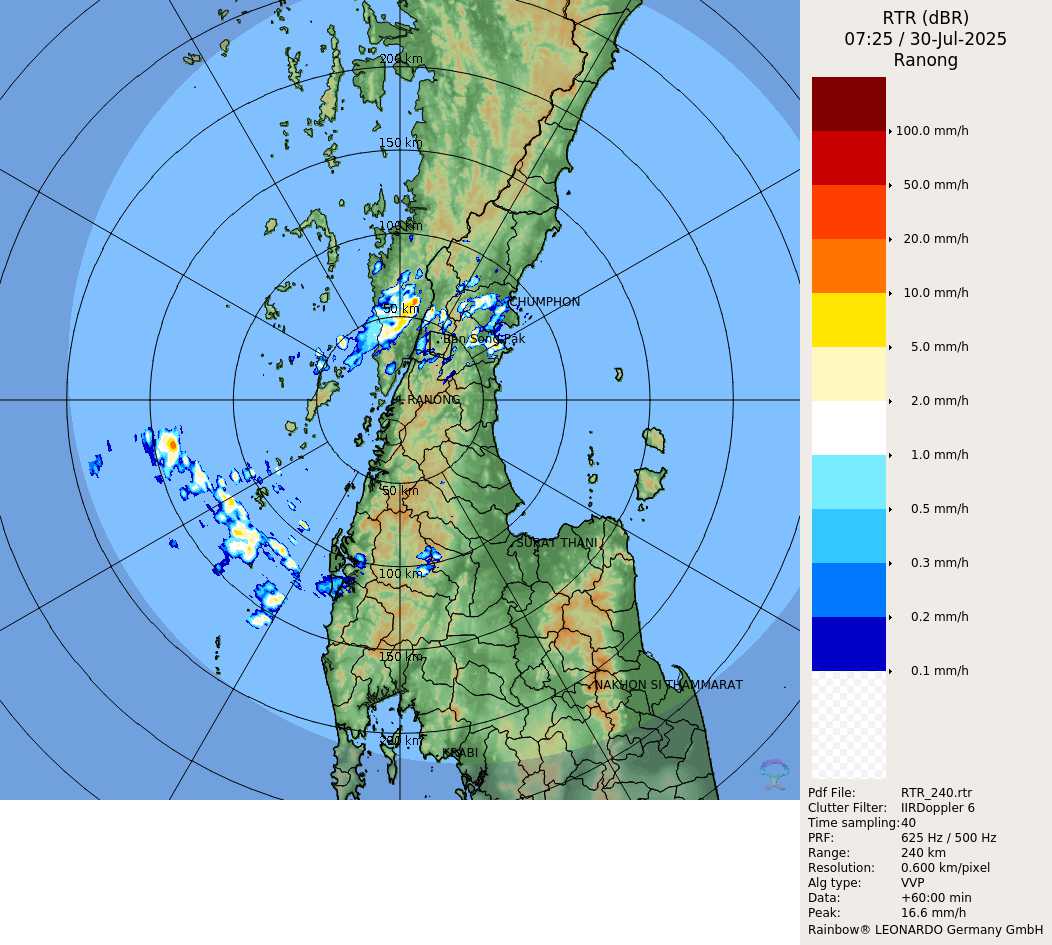 RTR (dBR)
07:25 / 30-Jul-2025
Ranong
100.0 mm/h
50.0 mm/h
20.0 mm/h
10.0 mm/h
5.0 mm/h
2.0 mm/h
1.0 mm/h
0.5 mm/h
0.3 mm/h
0.2 mm/h
0.1 mm/h
200 km
150 km
100 km
50 km
CHUMPHON
Ban Song Pak
RANONG
50 km
SURAT THANI
100 km
150 km
NAKHON SI THAMMARAT
200 km
KRABI
Pdf File: RTR_240.rtr
Clutter Filter: IIRDoppler 6
Time sampling: 40
PRF: 625 Hz / 500 Hz
Range: 240 km
Resolution: 0.600 km/pixel
Alg type: VVP
Data: +60:00 min
Peak: 16.6 mm/h
Rainbow® LEONARDO Germany GmbH